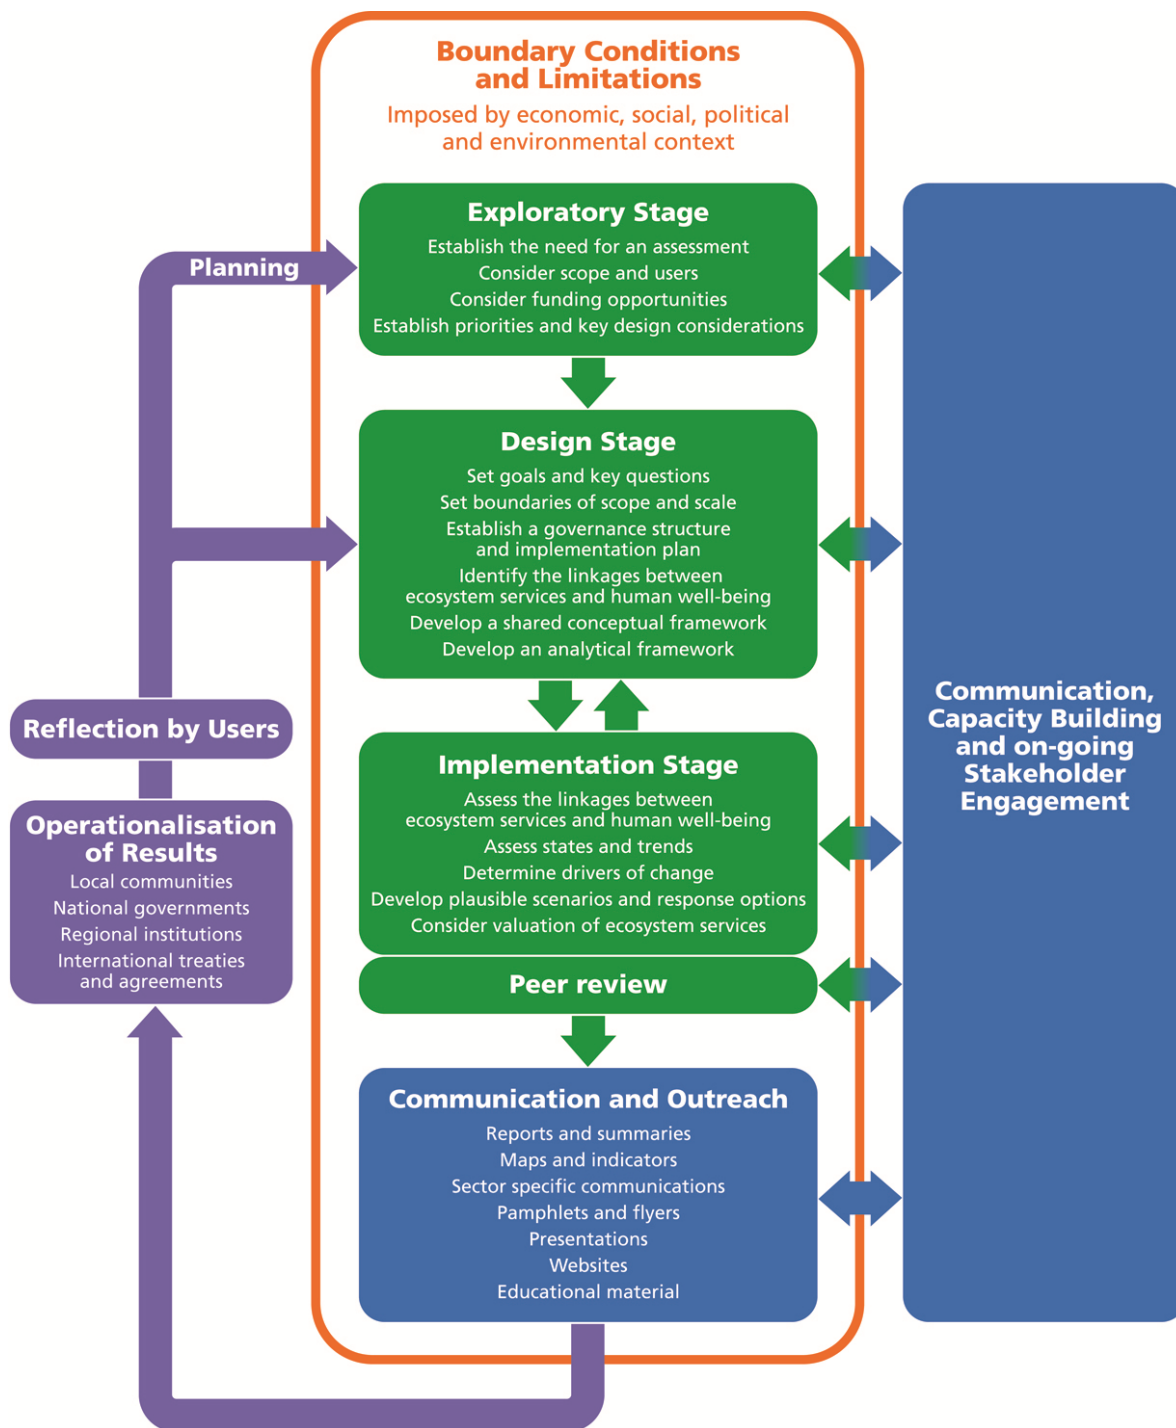 Boundary Conditions
and Limitations
Imposed by economic, social, political
and environmental context
Exploratory Stage
Establish the need for an assessment
Consider scope and users
Consider funding opportunities
Establish priorities and key design considerations
Planning
Design Stage
Set goals and key questions
Set boundaries of scope and scale
Establish a governance structure
and implementation plan
Identify the linkages between
ecosystem services and human well-being
Develop a shared conceptual framework
Develop an analytical framework
Reflection by Users
Operationalisation
of Results
Local communities
National governments
Regional institutions
International treaties
and agreements
Implementation Stage
Assess the linkages between
ecosystem services and human well-being
Assess states and trends
Determine drivers of change
Develop plausible scenarios and response options
Consider valuation of ecosystem services
Peer review
Communication and Outreach
Reports and summaries
Maps and indicators
Sector specific communications
Pamphlets and flyers
Presentations
Websites
Educational material
Communication,
Capacity Building
and on-going
Stakeholder
Engagement